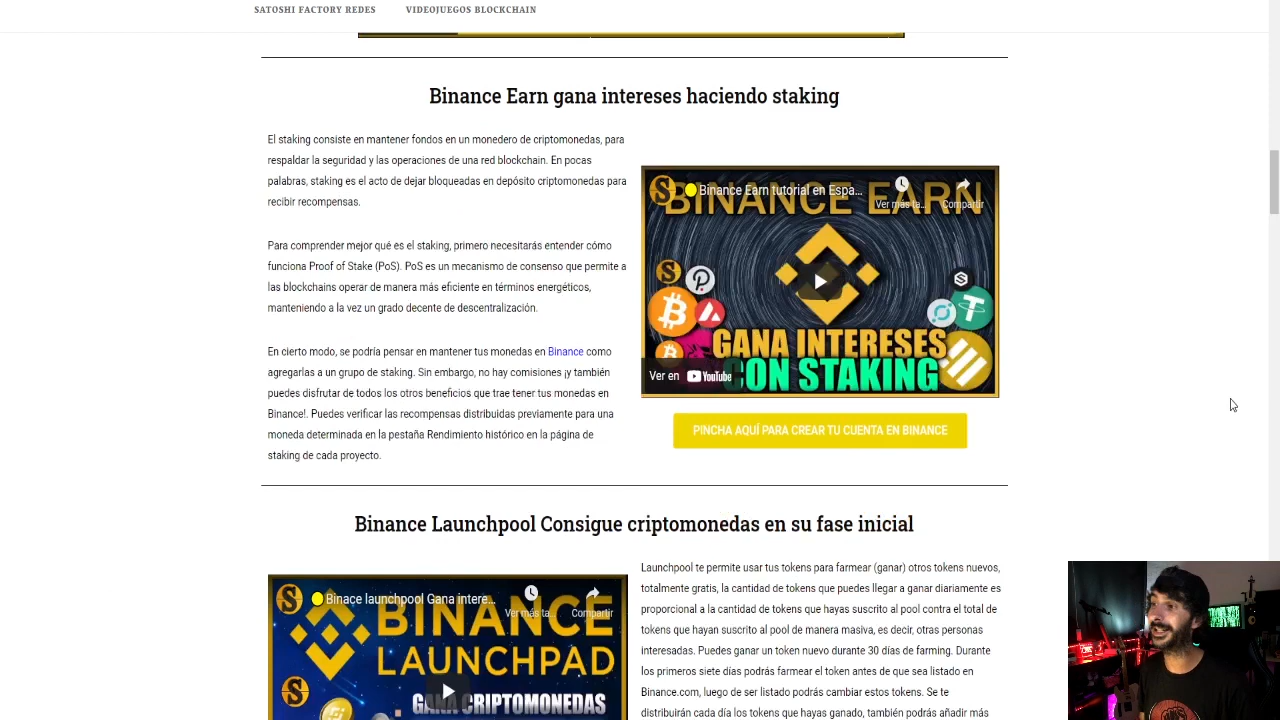 SATOSHI FACTORY REDES
VIDEOJUEGOS BLOCKCHAIN
Binance Earn gana intereses haciendo staking
El staking consiste en mantener fondos en un monedero de criptomonedas, para
respaldar la seguridad y las operaciones de una red blockchain. En pocas
palabras, staking es el acto de dejar bloqueadas en depósito criptomonedas para
recibir recompensas.
Para comprender mejor qué es el staking, primero necesitarás entender cómo
funciona Proof of Stake (PoS). PoS es un mecanismo de consenso que permite a
las blockchains operar de manera más eficiente en términos energéticos,
manteniendo a la vez un grado decente de descentralización.
En cierto modo, se podría pensar en mantener tus monedas en Binance como
agregarlas a un grupo de staking. Sin embargo, no hay comisiones ¡y también
puedes disfrutar de todos los otros beneficios que trae tener tus monedas en
Binance!. Puedes verificar las recompensas distribuidas previamente para una
moneda determinada en la pestaña Rendimiento histórico en la página de
staking de cada proyecto.
Binance Earn tutorial en Espa...
Ver más ta...
Compartir
BINANCE EARN
GANA INTERESES
CON STAKING
Ver en YouTube
PINCHA AQUÍ PARA CREAR TU CUENTA EN BINANCE
Binance Launchpool Consigue criptomonedas en su fase inicial
Binace launchpool Gana intere...
Ver más ta...
Compartir
BINANCE
LAUNCHPAD
GANA CRIPTOMONEDAS
Launchpool te permite usar tus tokens para farmear (ganar) otros tokens nuevos,
totalmente gratis, la cantidad de tokens que puedes llegar a ganar diariamente es
proporcional a la cantidad de tokens que hayas suscrito al pool contra el total de
tokens que hayan suscrito al pool de manera masiva, es decir, otras personas
interesadas. Puedes ganar un token nuevo durante 30 días de farming. Durante
los primeros siete días podrás farmear el token antes de que sea listado en
Binance.com, luego de ser listado podrás cambiar estos tokens. Se te
distribuirán cada día los tokens que hayas ganado, también podrás añadir más